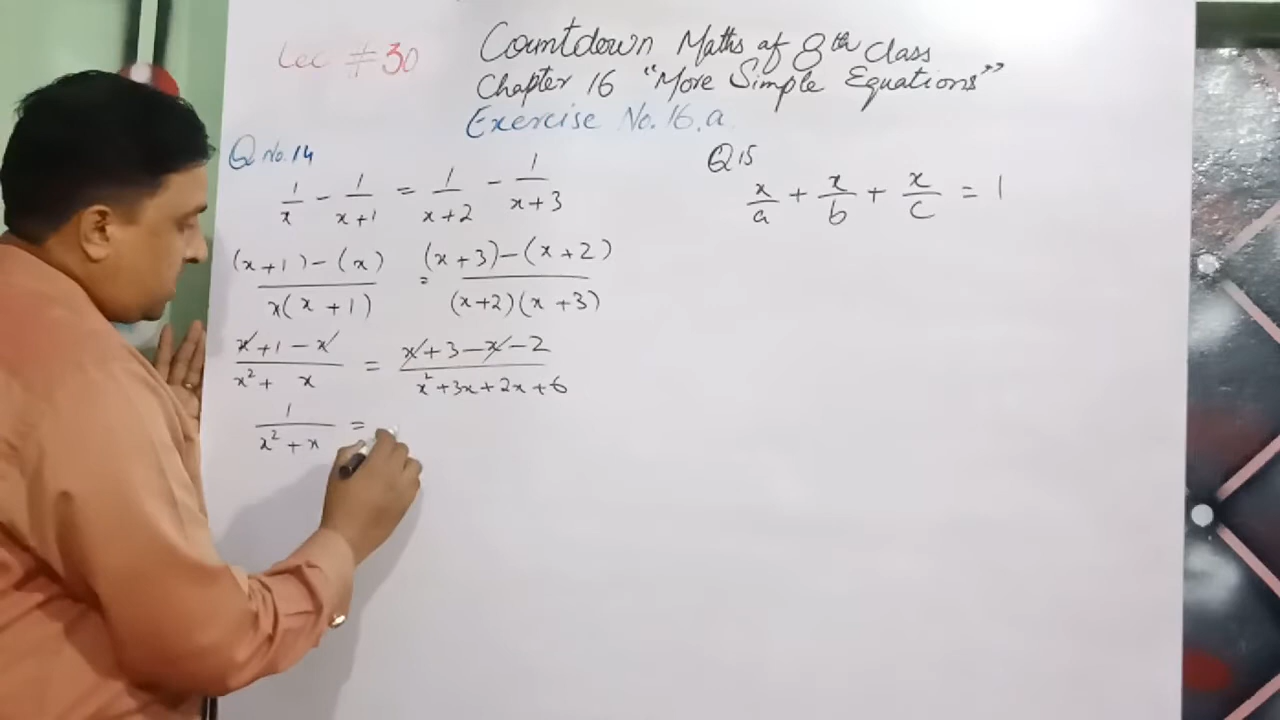 Lec # 30
Countdown Maths of 8th Class
Chapter 16 "More Simple Equations"
Exercise No. 16.a
Q No. 14
1/x - 1/(x+1) = 1/(x+2) - 1/(x+3)
((x+1)-(x))/(x(x+1)) = ((x+3)-(x+2))/((x+2)(x+3))
(x+1-x)/(x²+ x) = (x+3-x-2)/(x²+3x+2x+6)
1/(x²+x) =
Q 15
x/a + x/b + x/c = 1